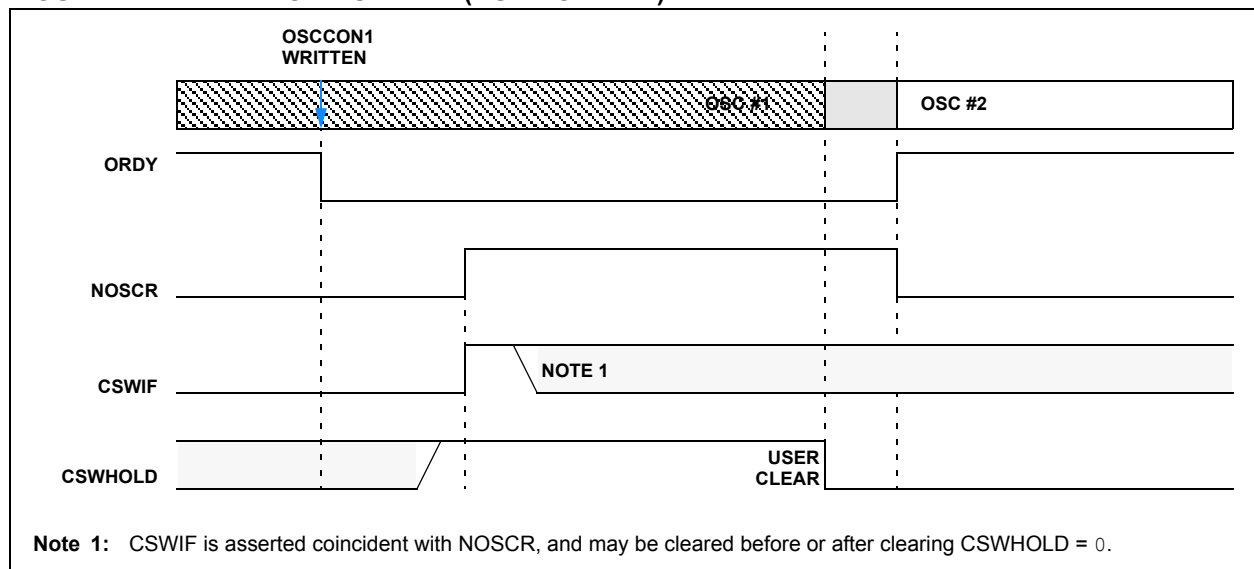 OSCCON1
WRITTEN
OSC #1
OSC #2
ORDY
NOSCR
CSWIF
NOTE 1
CSWHOLD
USER
CLEAR
Note 1: CSWIF is asserted coincident with NOSCR, and may be cleared before or after clearing CSWHOLD = 0.